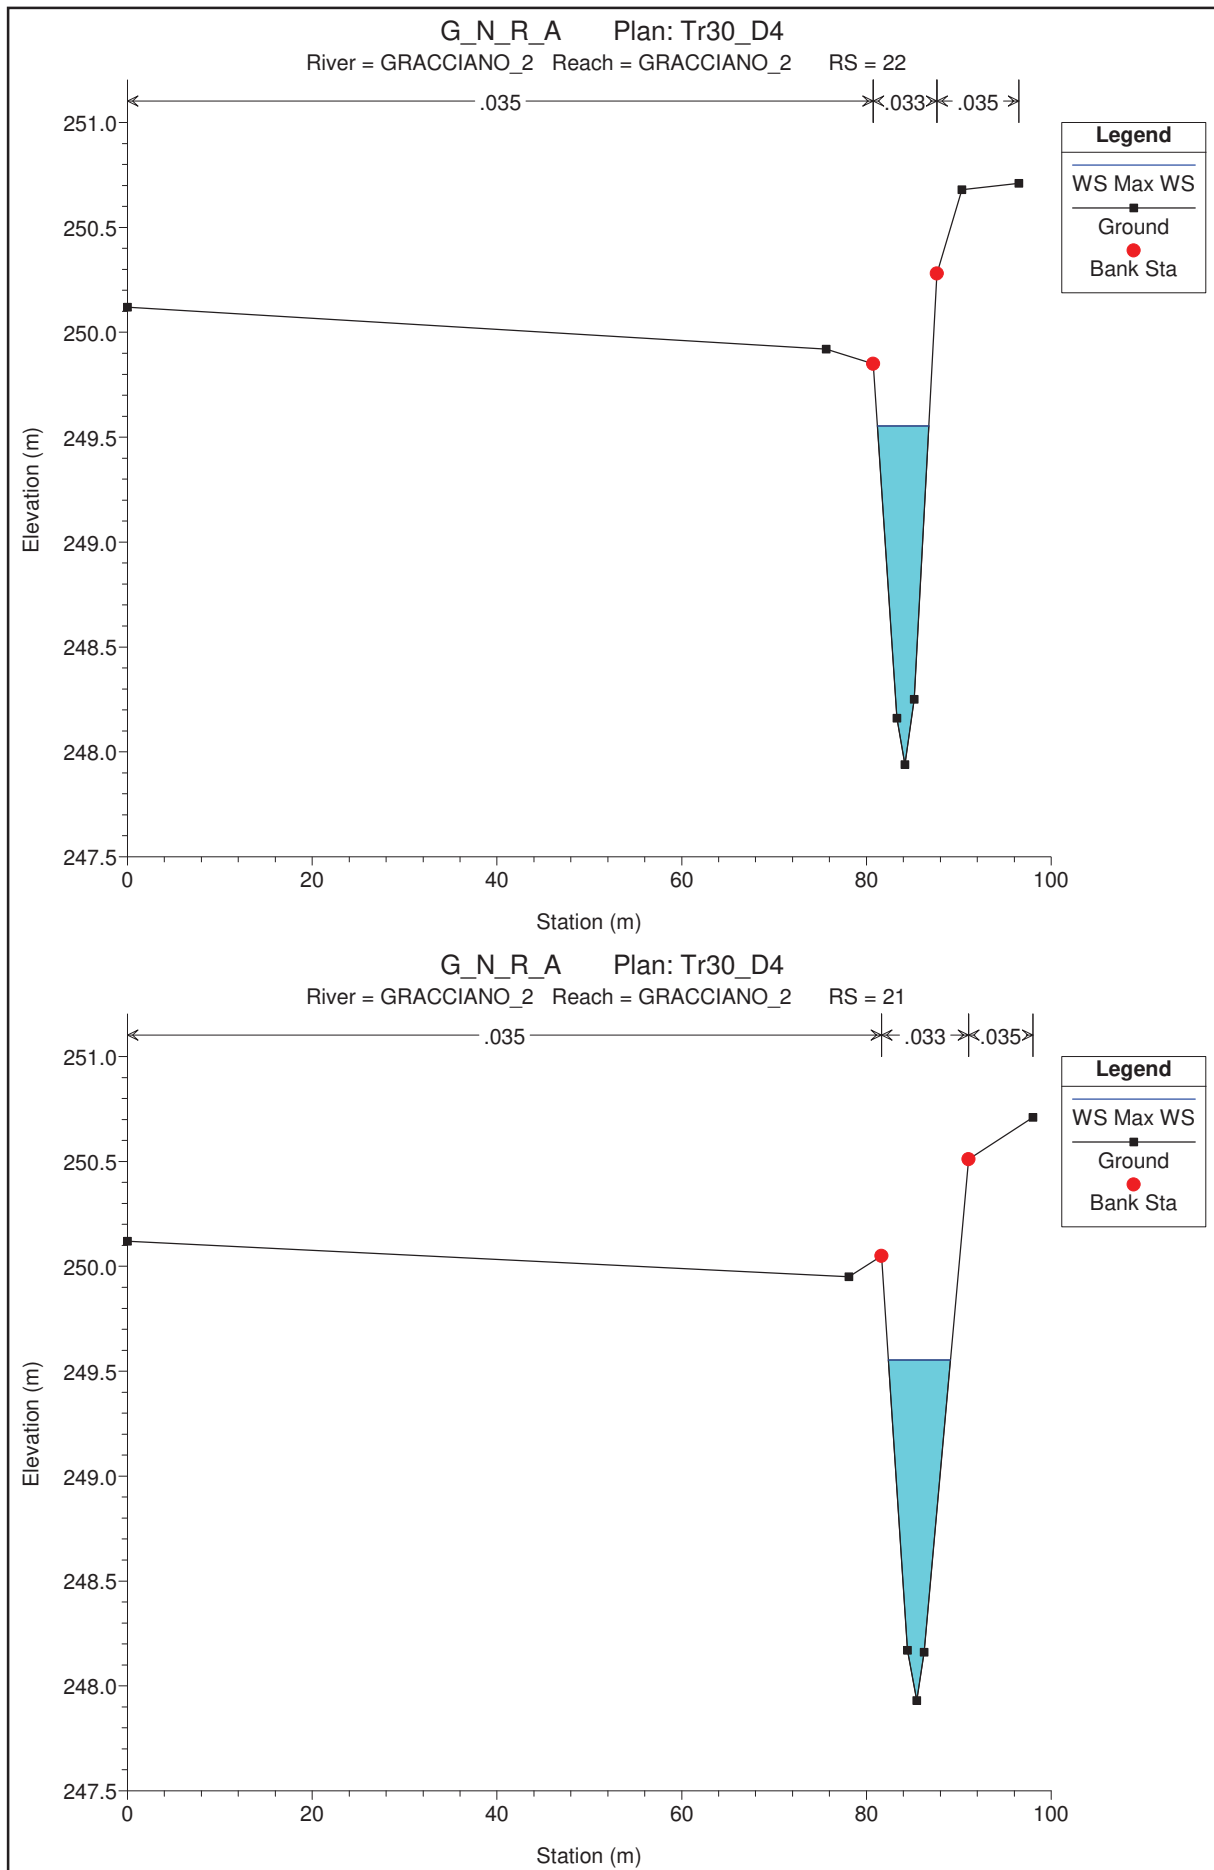 G_N_R_A Plan: Tr30_D4
River = GRACCIANO_2 Reach = GRACCIANO_2 RS = 22
.035 .033 .035
251.0
250.5
250.0
249.5
249.0
248.5
248.0
247.5
Elevation (m)
0 20 40 60 80 100
Station (m)
Legend
WS Max WS
Ground
Bank Sta
G_N_R_A Plan: Tr30_D4
River = GRACCIANO_2 Reach = GRACCIANO_2 RS = 21
.035 .033 .035
251.0
250.5
250.0
249.5
249.0
248.5
248.0
247.5
Elevation (m)
0 20 40 60 80 100
Station (m)
Legend
WS Max WS
Ground
Bank Sta